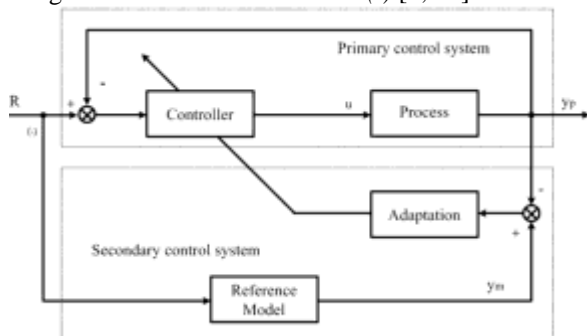 Primary control system
-
R
+
(-)
Controller
u
Process
yp
-
Adaptation
+
Secondary control system
Reference
Model
ym